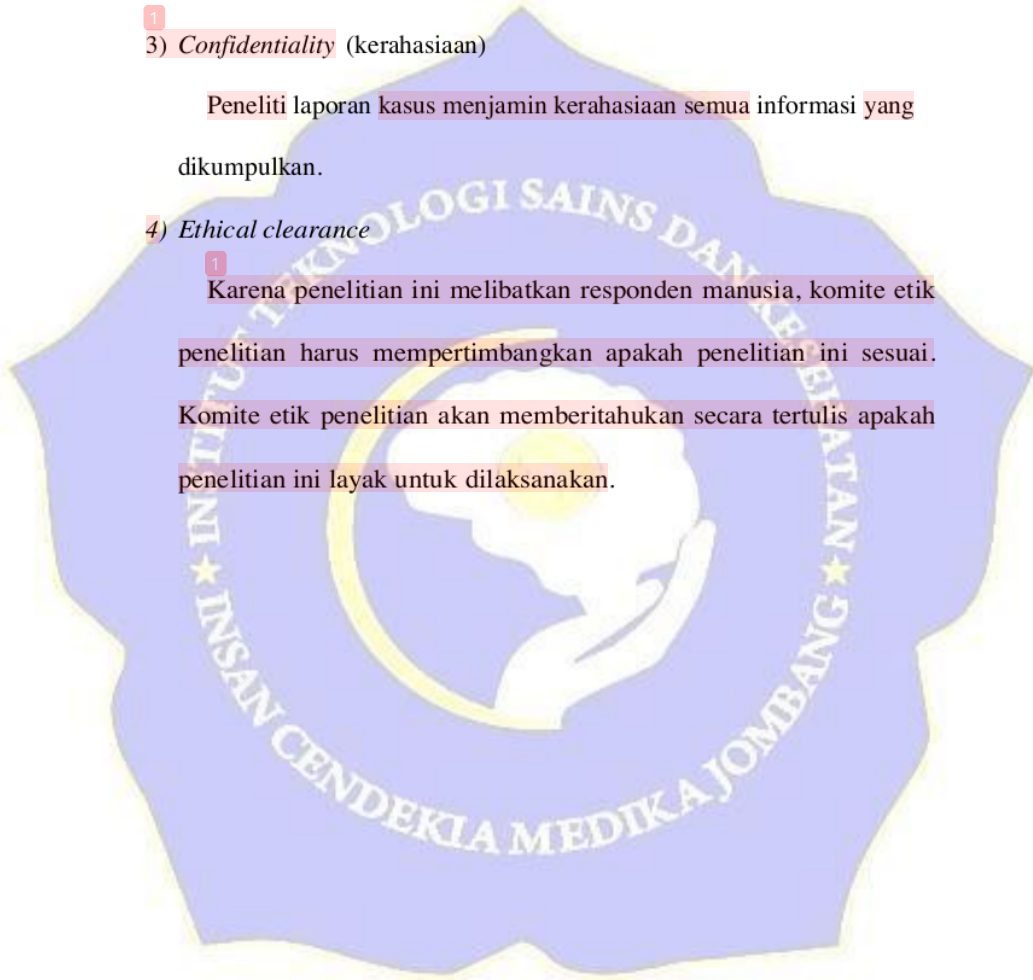 1
3) Confidentiality (kerahasiaan)
Peneliti laporan kasus menjamin kerahasiaan semua informasi yang
dikumpulkan.
4) Ethical clearance
1
Karena penelitian ini melibatkan responden manusia, komite etik
penelitian harus mempertimbangkan apakah penelitian ini sesuai.
Komite etik penelitian akan memberitahukan secara tertulis apakah
penelitian ini layak untuk dilaksanakan.
INSTITUT TEKNOLOGI SAINS DAN KESEHATAN
INSAN CENDEKIA MEDIKA JOMBANG